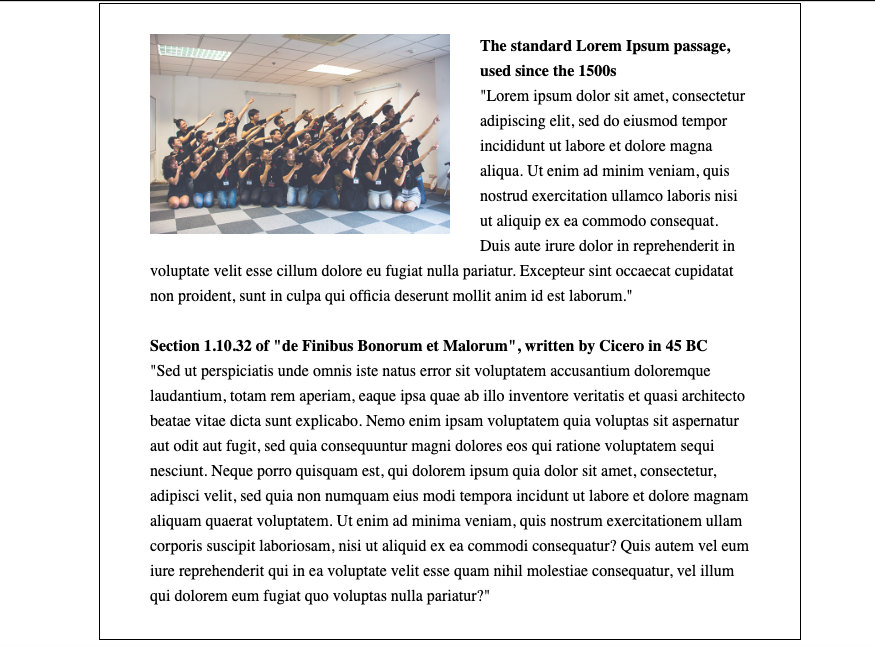 The standard Lorem Ipsum passage,
used since the 1500s
"Lorem ipsum dolor sit amet, consectetur
adipiscing elit, sed do eiusmod tempor
incididunt ut labore et dolore magna
aliqua. Ut enim ad minim veniam, quis
nostrud exercitation ullamco laboris nisi
ut aliquip ex ea commodo consequat.
Duis aute irure dolor in reprehenderit in
voluptate velit esse cillum dolore eu fugiat nulla pariatur. Excepteur sint occaecat cupidatat
non proident, sunt in culpa qui officia deserunt mollit anim id est laborum."
Section 1.10.32 of "de Finibus Bonorum et Malorum", written by Cicero in 45 BC
"Sed ut perspiciatis unde omnis iste natus error sit voluptatem accusantium doloremque
laudantium, totam rem aperiam, eaque ipsa quae ab illo inventore veritatis et quasi architecto
beatae vitae dicta sunt explicabo. Nemo enim ipsam voluptatem quia voluptas sit aspernatur
aut odit aut fugit, sed quia consequuntur magni dolores eos qui ratione voluptatem sequi
nesciunt. Neque porro quisquam est, qui dolorem ipsum quia dolor sit amet, consectetur,
adipisci velit, sed quia non numquam eius modi tempora incidunt ut labore et dolore magnam
aliquam quaerat voluptatem. Ut enim ad minima veniam, quis nostrum exercitationem ullam
corporis suscipit laboriosam, nisi ut aliquid ex ea commodi consequatur? Quis autem vel eum
iure reprehenderit qui in ea voluptate velit esse quam nihil molestiae consequatur, vel illum
qui dolorem eum fugiat quo voluptas nulla pariatur?"